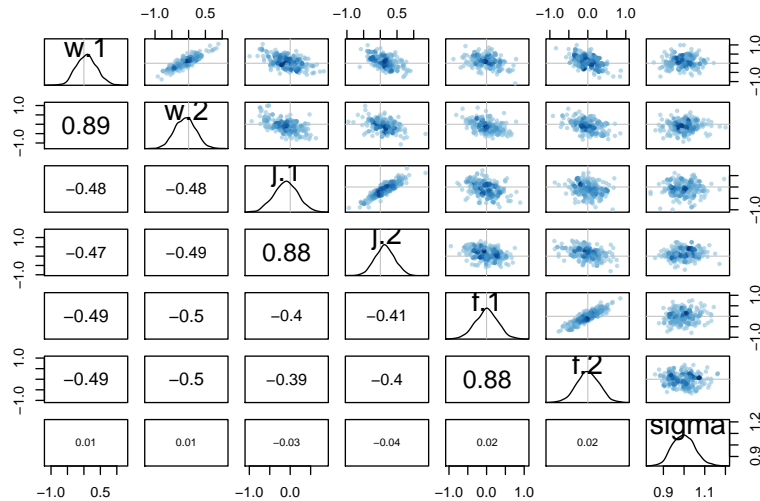 −1.0 0.5 −1.0 0.5 −1.0 0.0 1.0
w.1 −1.0 1.0
−1.0 1.0 0.89 w.2
−0.48 −0.48 j.1 −1.0
−1.0 1.0 −0.47 −0.49 0.88 j.2
−0.49 −0.5 −0.4 −0.41 f.1 −1.0 1.0
−1.0 1.0 −0.49 −0.5 −0.39 −0.4 0.88 f.2
0.01 0.01 −0.03 −0.04 0.02 0.02 sigma 0.9 1.2
−1.0 0.5 −1.0 0.0 −1.0 0.0 1.0 0.9 1.1